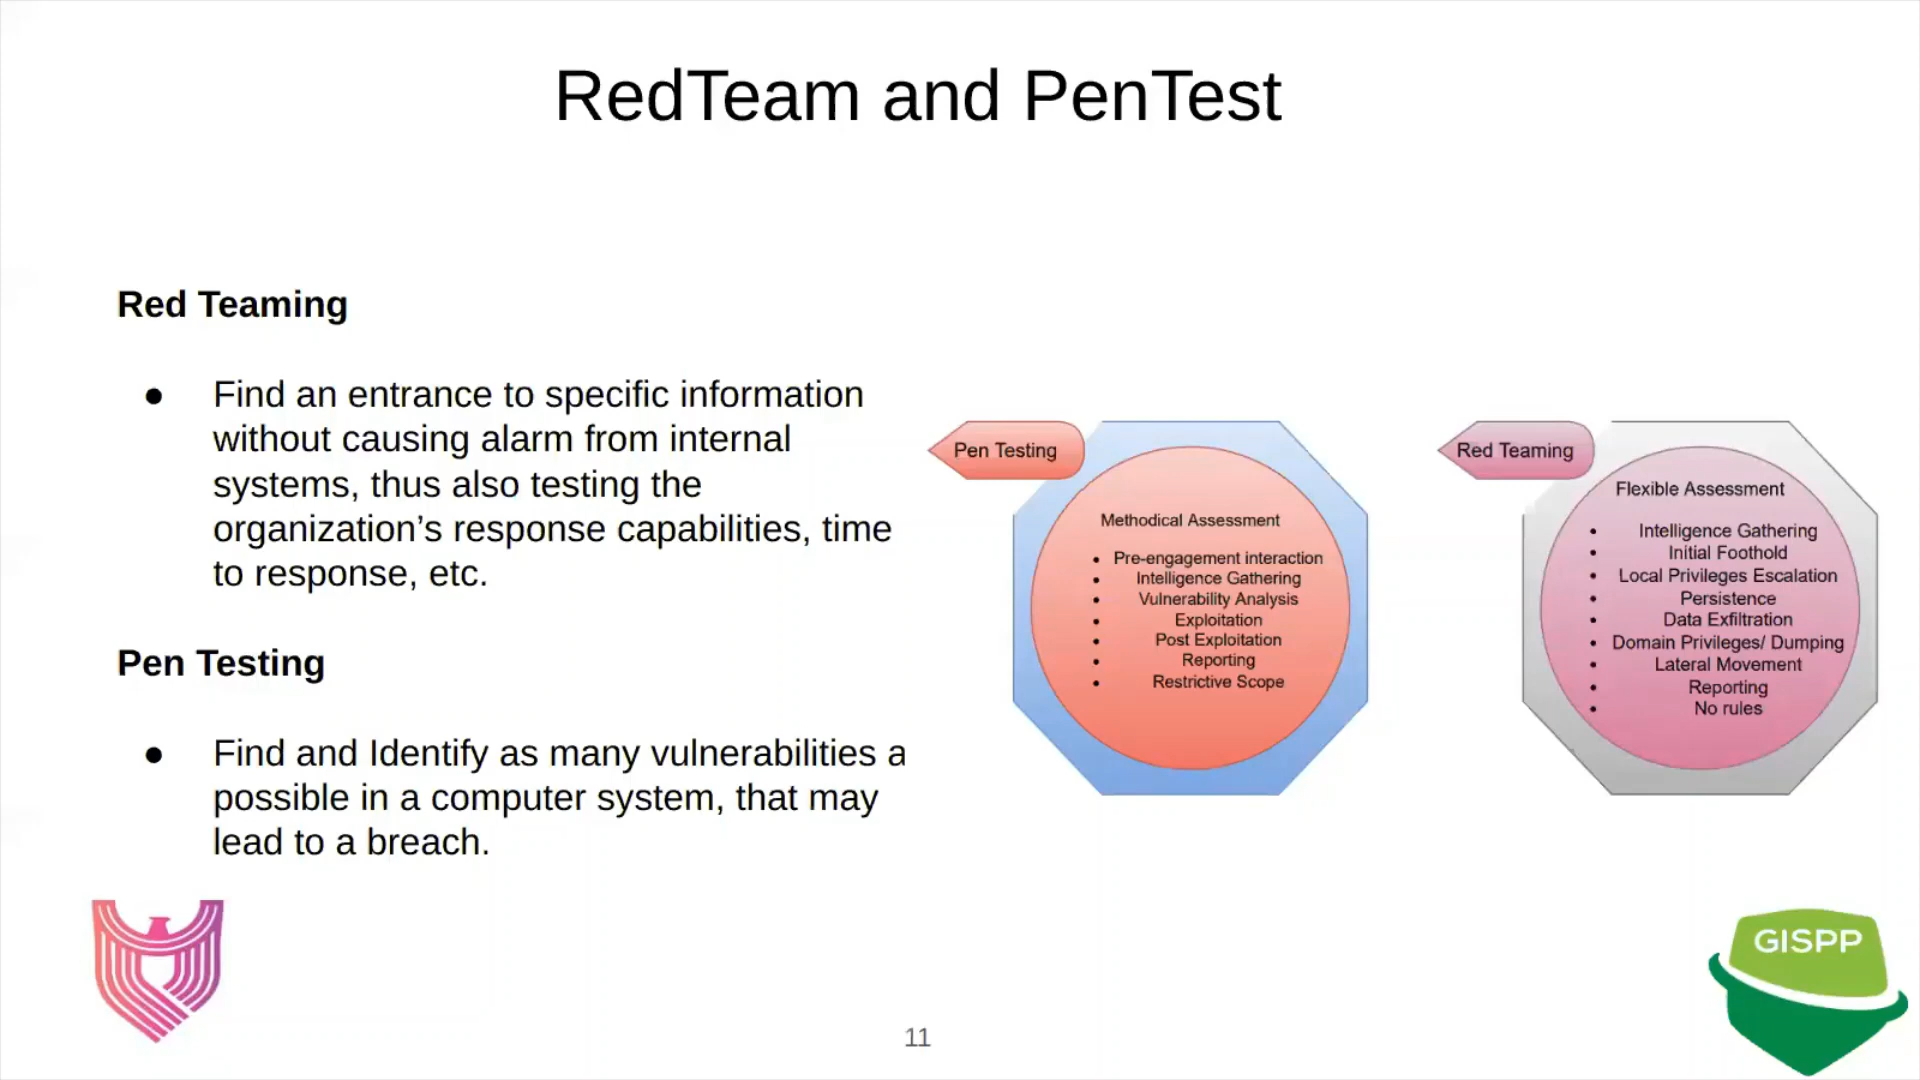 RedTeam and PenTest
Red Teaming
● Find an entrance to specific information
without causing alarm from internal
systems, thus also testing the
organization’s response capabilities, time
to response, etc.
Pen Testing
● Find and Identify as many vulnerabilities a
possible in a computer system, that may
lead to a breach.
Pen Testing
Methodical Assessment
• Pre-engagement interaction
• Intelligence Gathering
• Vulnerability Analysis
• Exploitation
• Post Exploitation
• Reporting
• Restrictive Scope
Red Teaming
Flexible Assessment
• Intelligence Gathering
• Initial Foothold
• Local Privileges Escalation
• Persistence
• Data Exfiltration
• Domain Privileges/ Dumping
• Lateral Movement
• Reporting
• No rules
GISPP
11